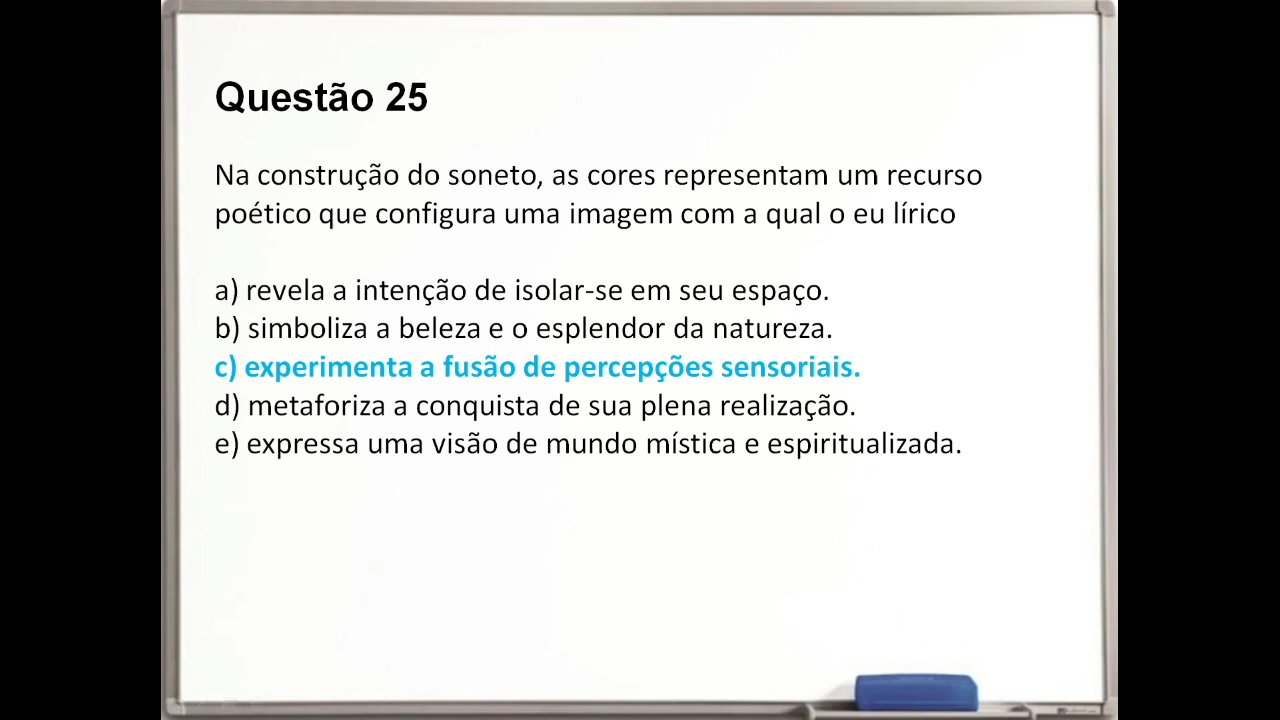 Questão 25
Na construção do soneto, as cores representam um recurso
poético que configura uma imagem com a qual o eu lírico
a) revela a intenção de isolar-se em seu espaço.
b) simboliza a beleza e o esplendor da natureza.
c) experimenta a fusão de percepções sensoriais.
d) metaforiza a conquista de sua plena realização.
e) expressa uma visão de mundo mística e espiritualizada.